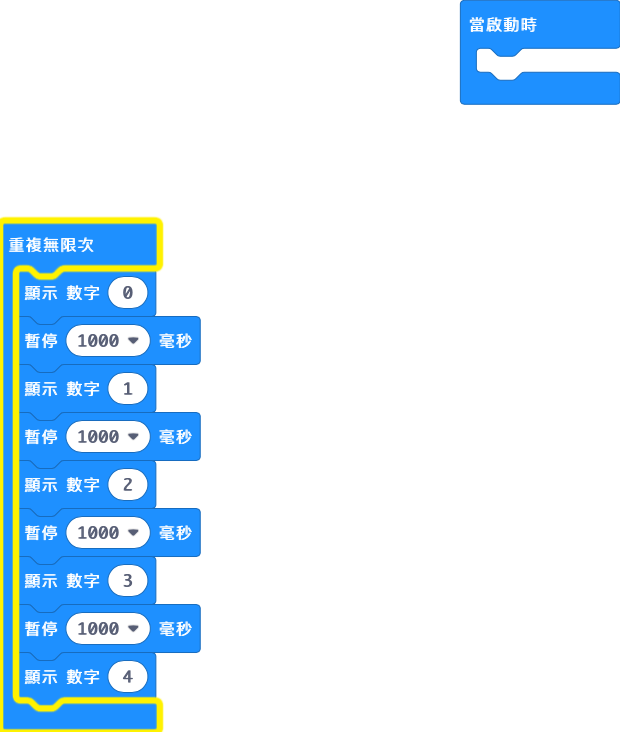 當啟動時
重複無限次
顯示 數字 0
暫停 1000 毫秒
顯示 數字 1
暫停 1000 毫秒
顯示 數字 2
暫停 1000 毫秒
顯示 數字 3
暫停 1000 毫秒
顯示 數字 4